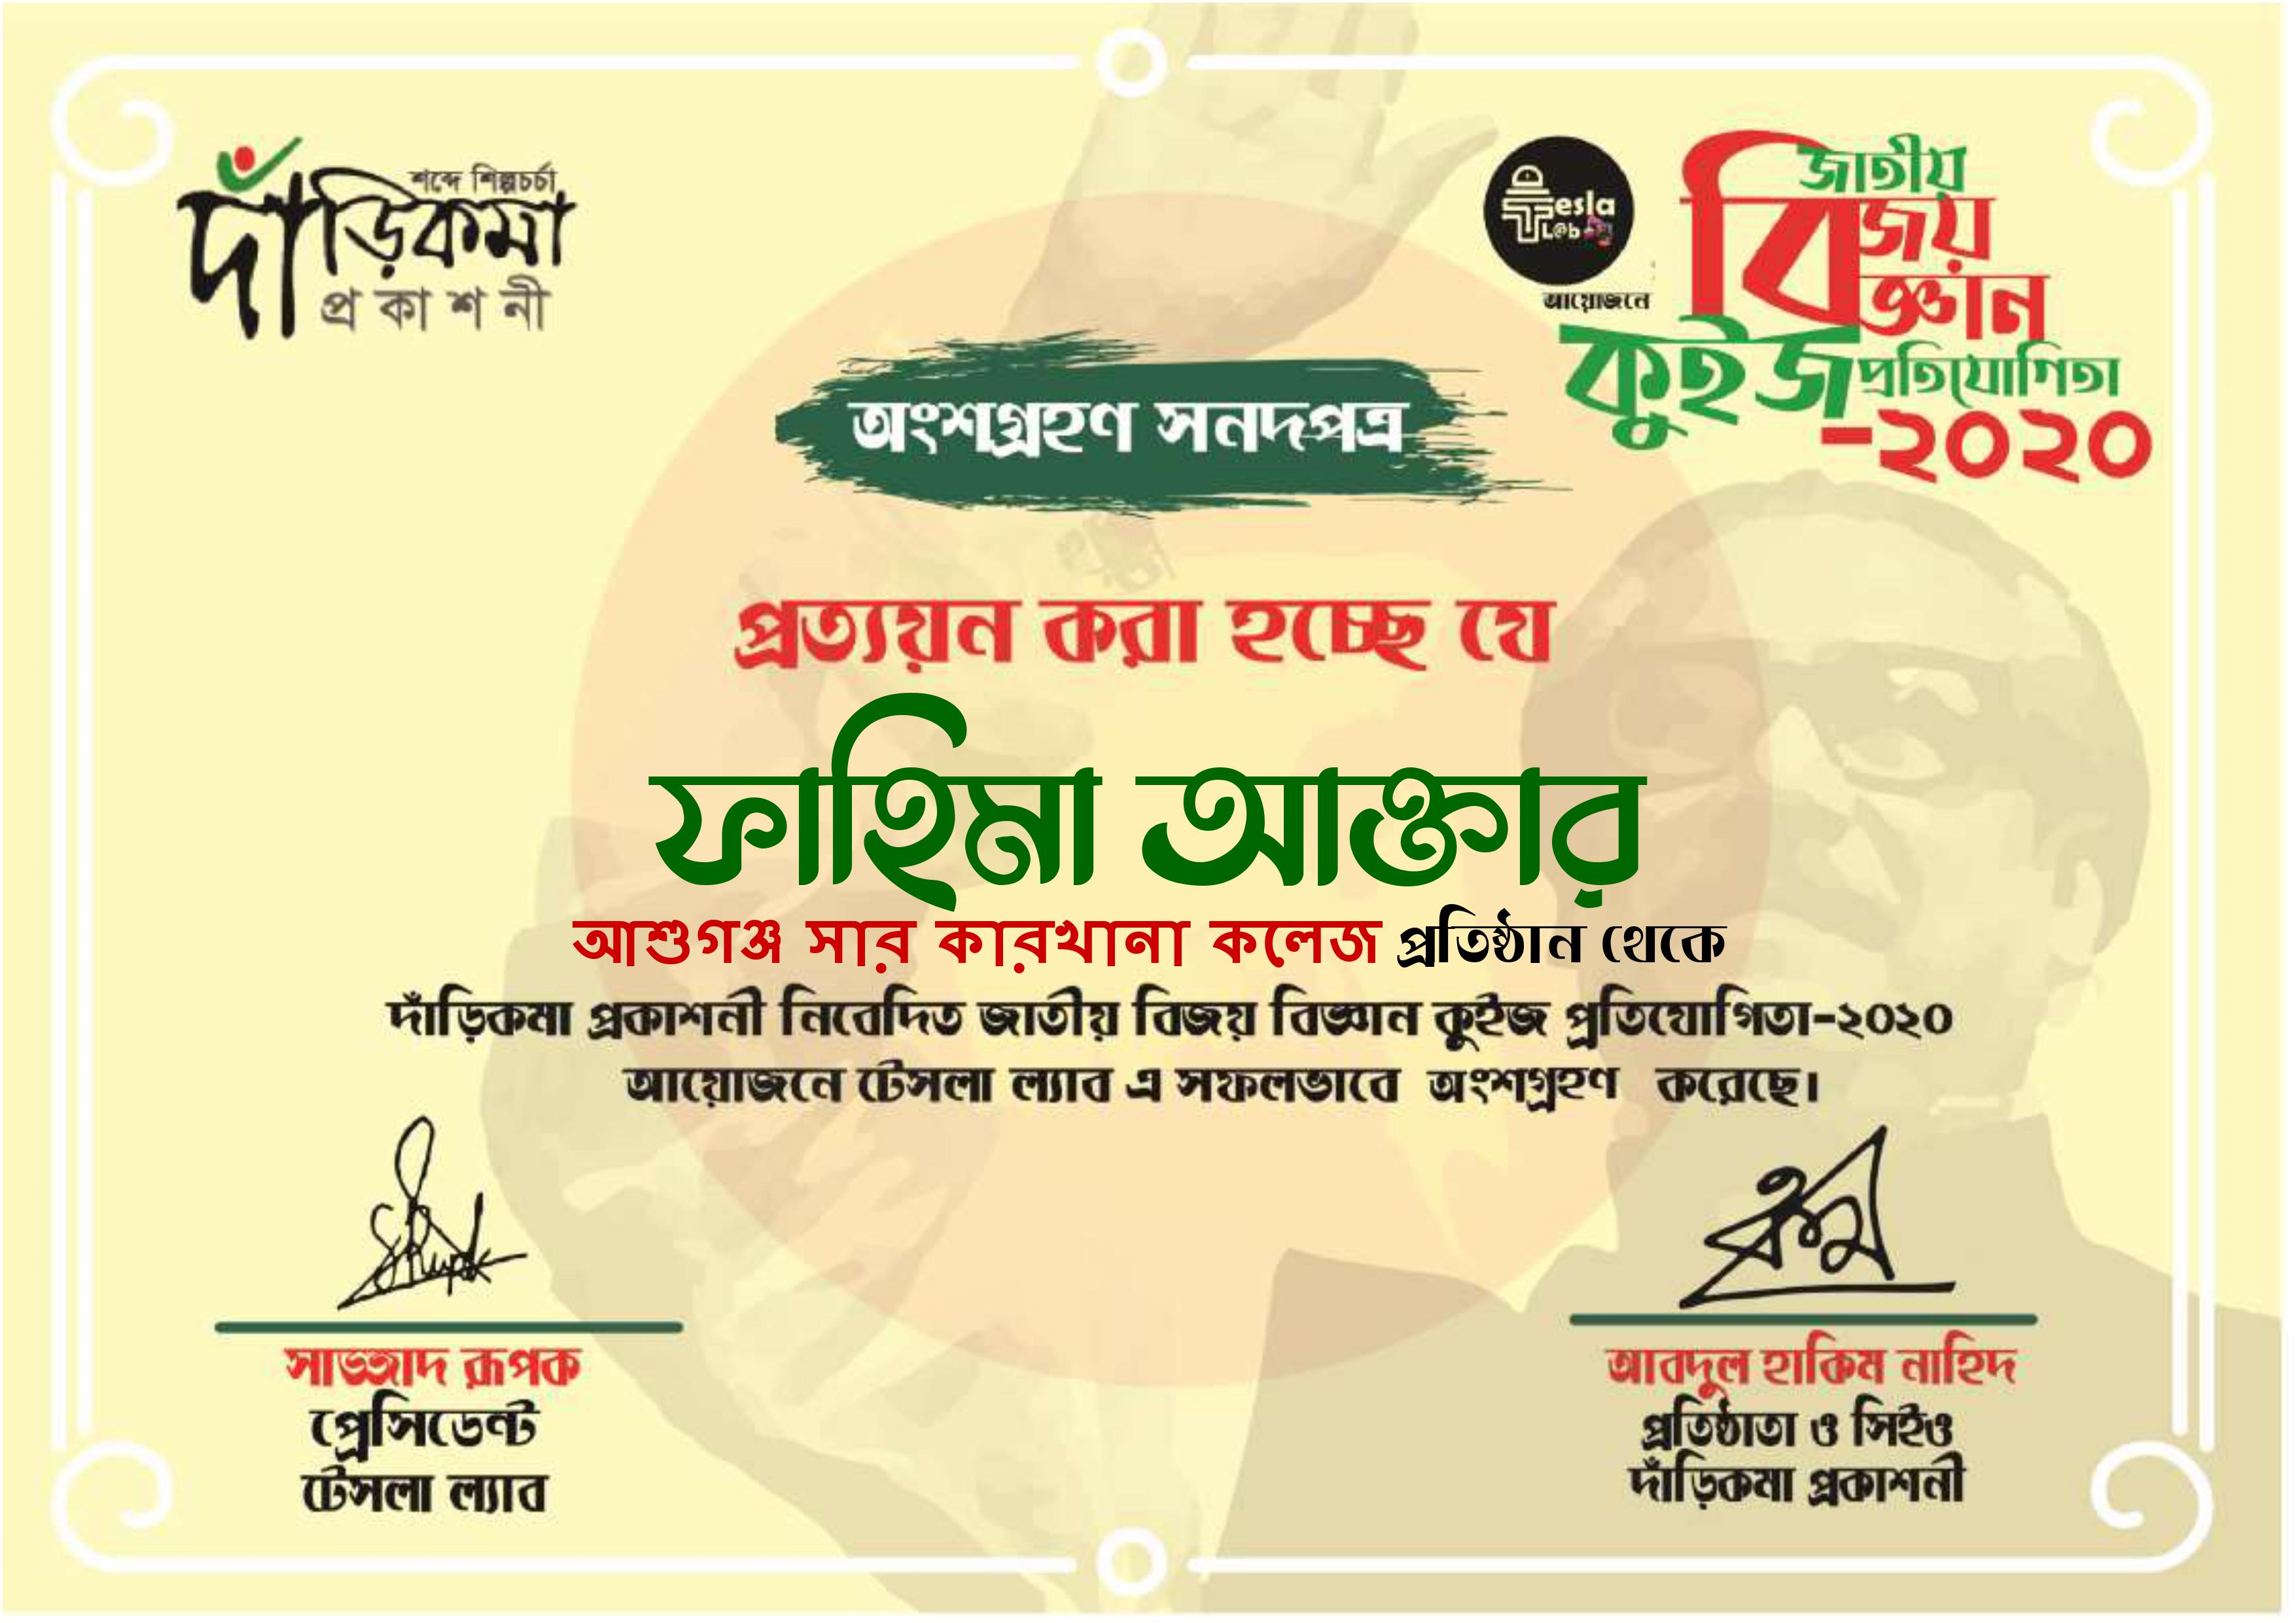 শব্দে শিল্পচর্চা
দাঁড়িকমা
প্রকাশনী
Tesla
L@b
আয়োজনে
জাতীয়
বিজয়
বিজ্ঞান
কুইজ প্রতিযোগিতা
-২০২০
অংশগ্রহণ সনদপত্র
প্রত্যয়ন করা হচ্ছে যে
ফাহিমা আক্তার
আশুগঞ্জ সার কারখানা কলেজ প্রতিষ্ঠান থেকে
দাঁড়িকমা প্রকাশনী নিবেদিত জাতীয় বিজয় বিজ্ঞান কুইজ প্রতিযোগিতা-২০২০
আয়োজনে টেসলা ল্যাব এ সফলভাবে অংশগ্রহণ করেছে।
সাজ্জাদ রূপক
প্রেসিডেন্ট
টেসলা ল্যাব
আবদুল হাকিম নাহিদ
প্রতিষ্ঠাতা ও সিইও
দাঁড়িকমা প্রকাশনী